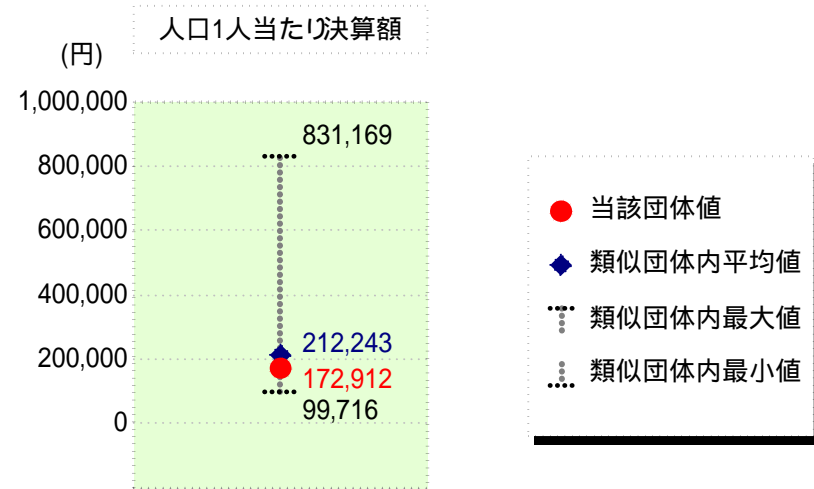 人口1人当たり決算額
(円)
1,000,000
831,169
800,000
600,000
400,000
212,243
200,000
172,912
99,716
0
当該団体値
類似団体内平均値
類似団体内最大値
類似団体内最小値